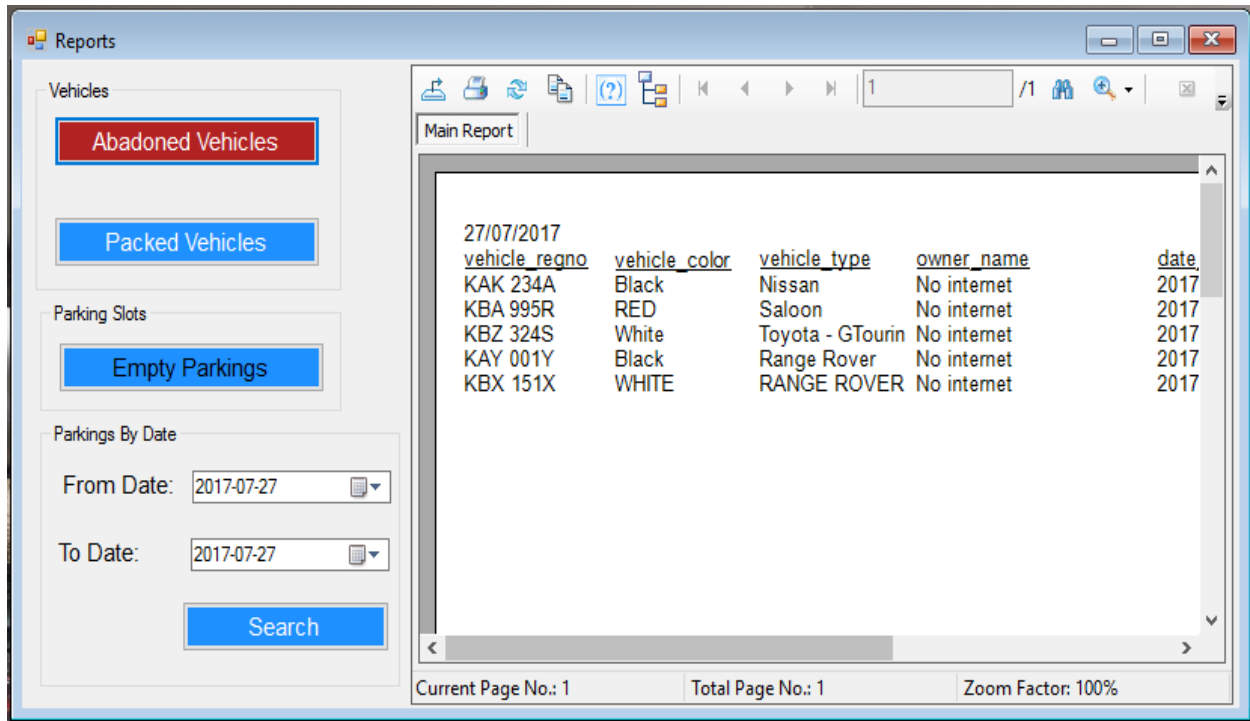 Reports
Vehicles
Abadoned Vehicles
Packed Vehicles
Parking Slots
Empty Parkings
Parkings By Date
From Date: 2017-07-27
To Date: 2017-07-27
Search
(?) 1 /1
Main Report
27/07/2017
vehicle_regno vehicle_color vehicle_type owner_name date_
KAK 234A Black Nissan No internet 2017
KBA 995R RED Saloon No internet 2017
KBZ 324S White Toyota - GTourin No internet 2017
KAY 001Y Black Range Rover No internet 2017
KBX 151X WHITE RANGE ROVER No internet 2017
Current Page No.: 1 Total Page No.: 1 Zoom Factor: 100%